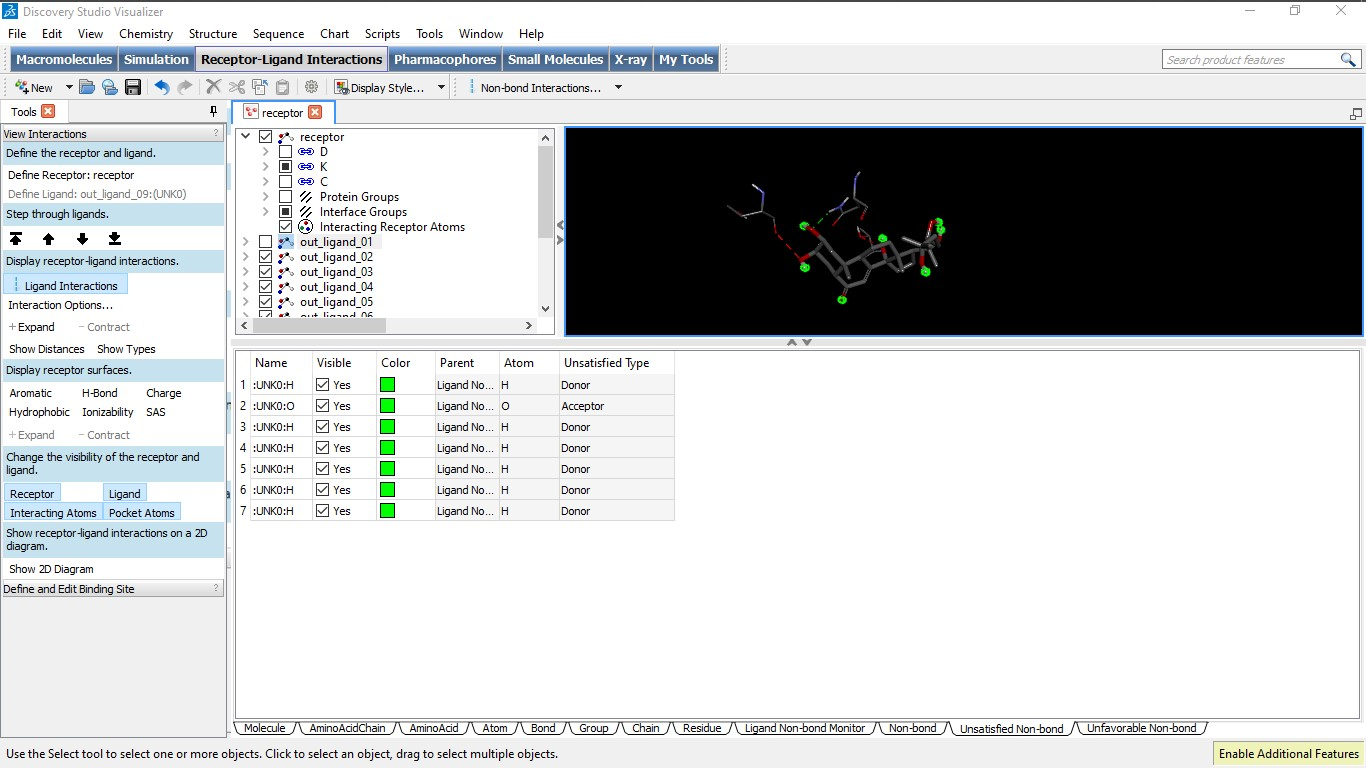 Discovery Studio Visualizer
File Edit View Chemistry Structure Sequence Chart Scripts Tools Window Help
Macromolecules Simulation Receptor-Ligand Interactions Pharmacophores Small Molecules X-ray My Tools
Search product features
New Display Style... Non-bond Interactions...
Tools
View Interactions ?
Define the receptor and ligand.
Define Receptor: receptor
Define Ligand: out_ligand_09:(UNK0)
Step through ligands.
Display receptor-ligand interactions.
Ligand Interactions
Interaction Options...
+ Expand - Contract
Show Distances Show Types
Display receptor surfaces.
Aromatic H-Bond Charge
Hydrophobic Ionizability SAS
+ Expand - Contract
Change the visibility of the receptor and
ligand.
Receptor Ligand
Interacting Atoms Pocket Atoms
Show receptor-ligand interactions on a 2D
diagram.
Show 2D Diagram
Define and Edit Binding Site ?
receptor
receptor
D
K
C
Protein Groups
Interface Groups
Interacting Receptor Atoms
out_ligand_01
out_ligand_02
out_ligand_03
out_ligand_04
out_ligand_05
out_ligand_06
Name Visible Color Parent Atom Unsatisfied Type
1 :UNK0:H Yes Ligand No... H Donor
2 :UNK0:O Yes Ligand No... O Acceptor
3 :UNK0:H Yes Ligand No... H Donor
4 :UNK0:H Yes Ligand No... H Donor
5 :UNK0:H Yes Ligand No... H Donor
6 :UNK0:H Yes Ligand No... H Donor
7 :UNK0:H Yes Ligand No... H Donor
Molecule AminoAcidChain AminoAcid Atom Bond Group Chain Residue Ligand Non-bond Monitor Non-bond Unsatisfied Non-bond Unfavorable Non-bond
Use the Select tool to select one or more objects. Click to select an object, drag to select multiple objects.
Enable Additional Features